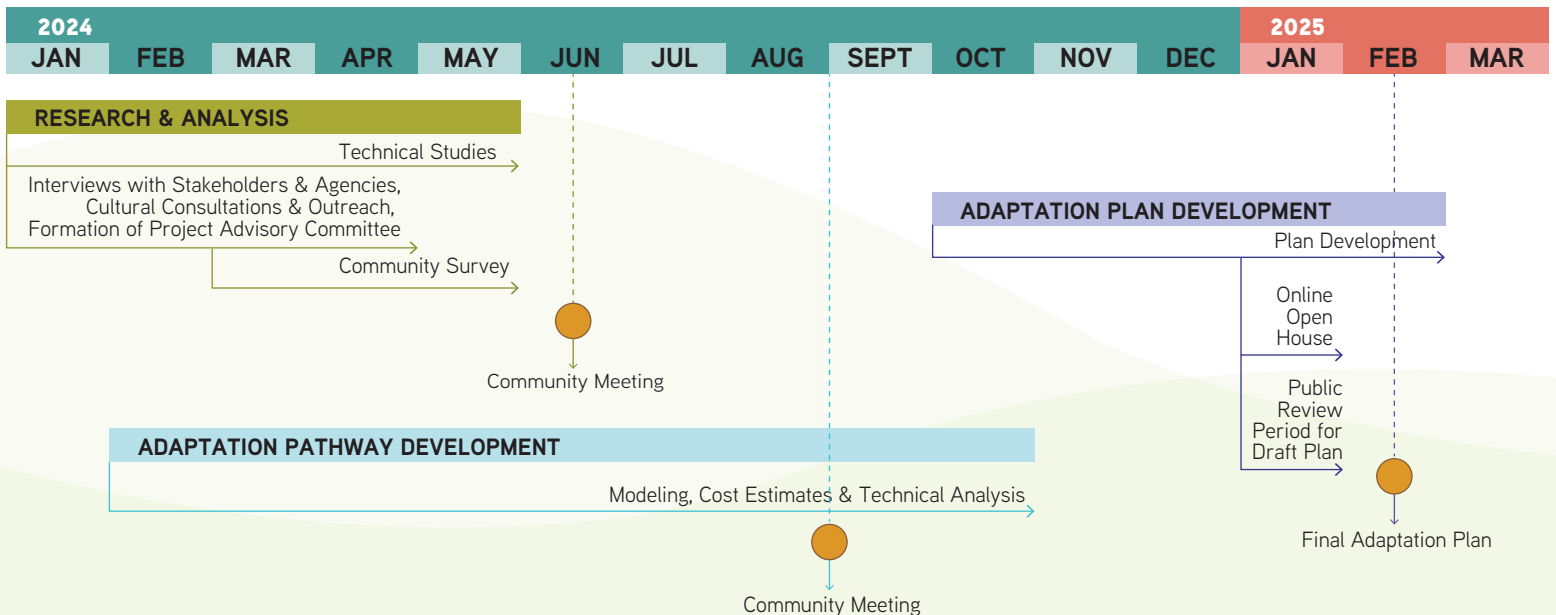 2024
2025
JAN FEB MAR APR MAY JUN JUL AUG SEPT OCT NOV DEC JAN FEB MAR
RESEARCH & ANALYSIS
Technical Studies
Interviews with Stakeholders & Agencies,
Cultural Consultations & Outreach,
Formation of Project Advisory Committee
Community Survey
Community Meeting
ADAPTATION PLAN DEVELOPMENT
Plan Development
Online
Open
House
Public
Review
Period for
Draft Plan
Final Adaptation Plan
ADAPTATION PATHWAY DEVELOPMENT
Modeling, Cost Estimates & Technical Analysis
Community Meeting